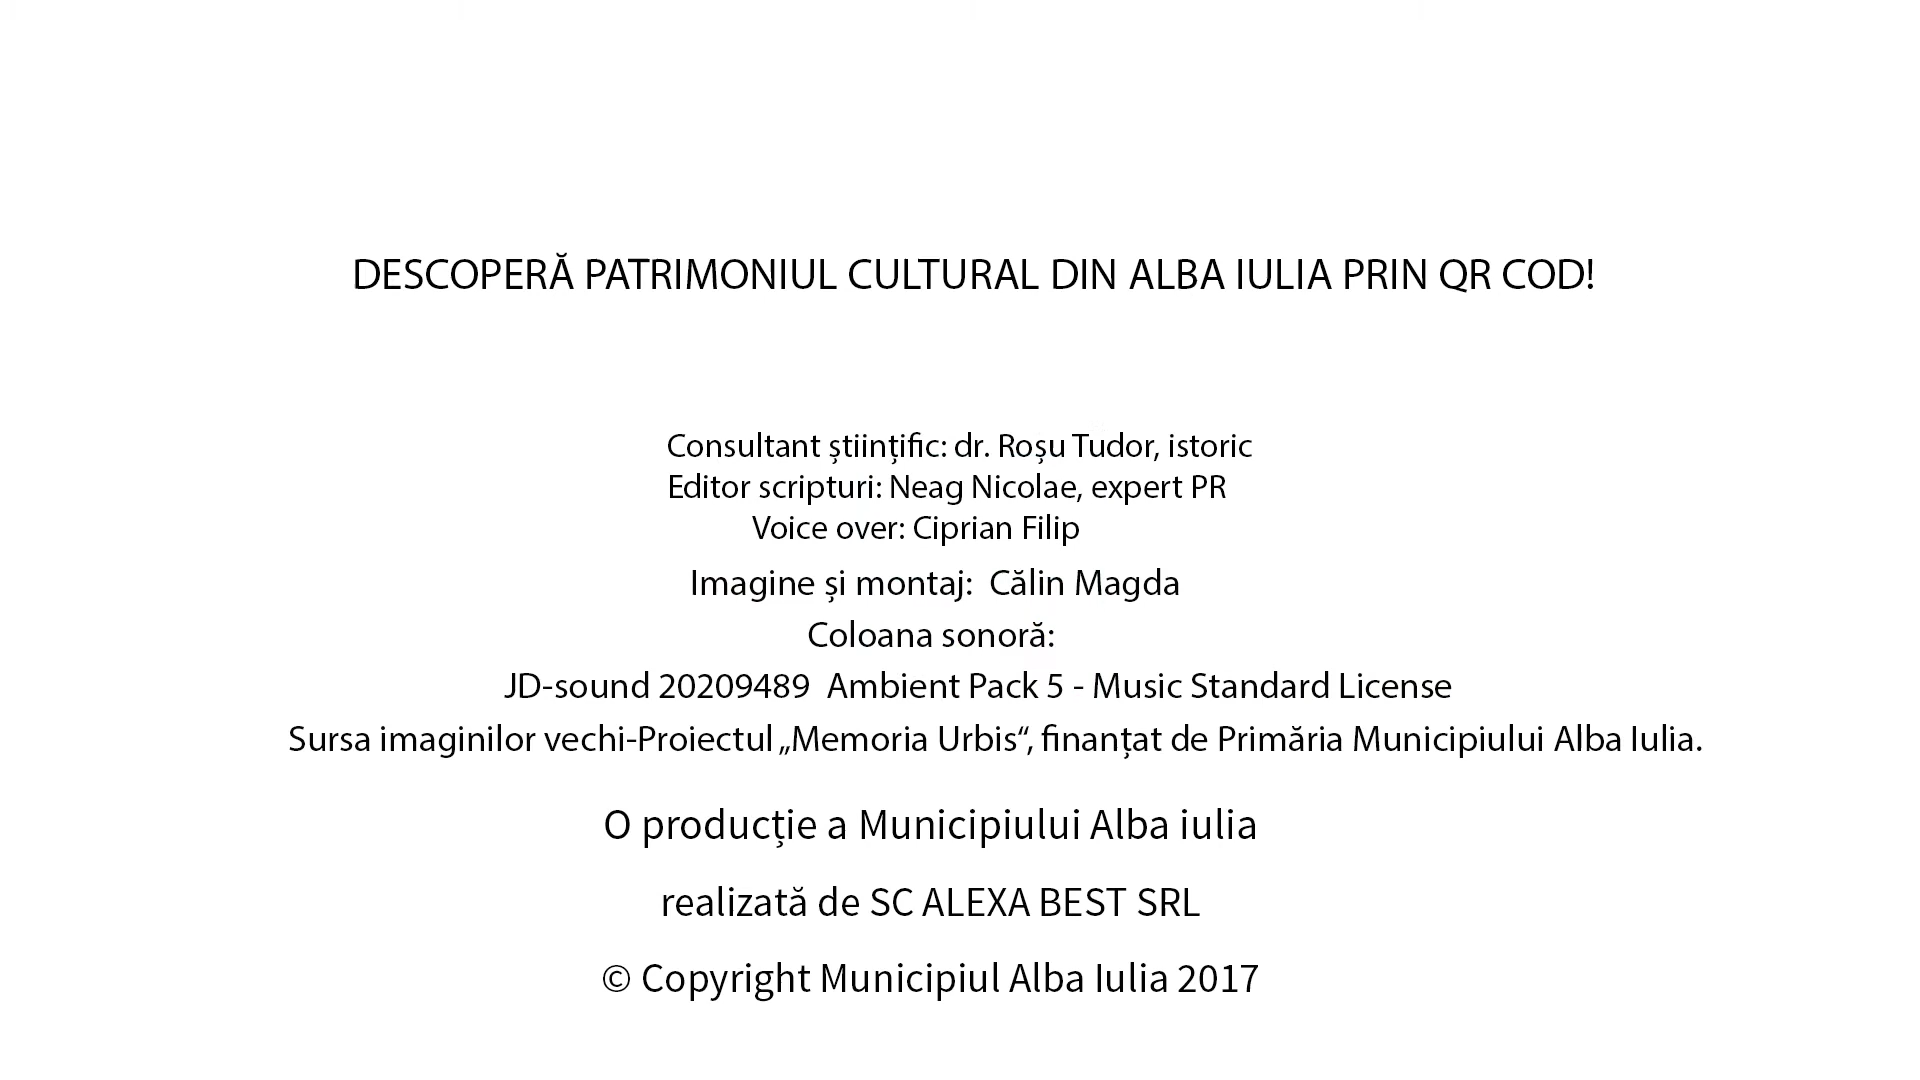 DESCOPERĂ PATRIMONIUL CULTURAL DIN ALBA IULIA PRIN QR COD!
Consultant științific: dr. Roșu Tudor, istoric
Editor scripturi: Neag Nicolae, expert PR
Voice over: Ciprian Filip
Imagine și montaj:  Călin Magda
Coloana sonoră:
JD-sound 20209489  Ambient Pack 5 - Music Standard License
Sursa imaginilor vechi-Proiectul „Memoria Urbis“, finanțat de Primăria Municipiului Alba Iulia.
O producție a Municipiului Alba iulia
realizată de SC ALEXA BEST SRL
© Copyright Municipiul Alba Iulia 2017